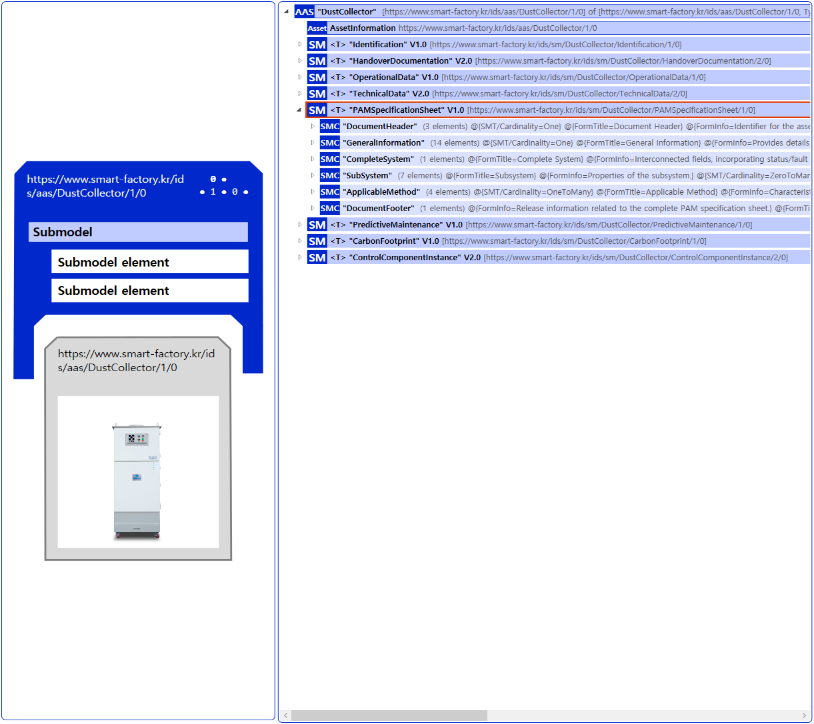 https://www.smart-factory.kr/id
s/aas/DustCollector/1/0
0
1 0
Submodel
Submodel element
Submodel element
https://www.smart-factory.kr/id
s/aas/DustCollector/1/0
AAS "DustCollector" [https://www.smart-factory.kr/ids/aas/DustCollector/1/0] of [https://www.smart-factory.kr/ids/aas/DustCollector/1/0, Ty
Asset AssetInformation https://www.smart-factory.kr/ids/aas/DustCollector/1/0
SM <T> "Identification" V1.0 [https://www.smart-factory.kr/ids/sm/DustCollector/Identification/1/0]
SM <T> "HandoverDocumentation" V2.0 [https://www.smart-factory.kr/ids/sm/DustCollector/HandoverDocumentation/2/0]
SM <T> "OperationalData" V1.0 [https://www.smart-factory.kr/ids/sm/DustCollector/OperationalData/1/0]
SM <T> "TechnicalData" V2.0 [https://www.smart-factory.kr/ids/sm/DustCollector/TechnicalData/2/0]
SM <T> "PAMSpecificationSheet" V1.0 [https://www.smart-factory.kr/ids/sm/DustCollector/PAMSpecificationSheet/1/0]
SMC "DocumentHeader" (3 elements) @{SMT/Cardinality=One} @{FormTitle=Document Header} @{FormInfo=Identifier for the asse
SMC "GeneralInformation" (14 elements) @{SMT/Cardinality=One} @{FormTitle=General Information} @{FormInfo=Provides details
SMC "CompleteSystem" (1 elements) @{FormTitle=Complete System} @{FormInfo=Interconnected fields, incorporating status/fault
SMC "SubSystem" (7 elements) @{FormTitle=Subsystem} @{FormInfo=Properties of the subsystem.} @{SMT/Cardinality=ZeroToMan
SMC "ApplicableMethod" (4 elements) @{SMT/Cardinality=OneToMany} @{FormTitle=Applicable Method} @{FormInfo=Characterist
SMC "DocumentFooter" (1 elements) @{FormInfo=Release information related to the complete PAM specification sheet.} @{FormTi
SM <T> "PredictiveMaintenance" V1.0 [https://www.smart-factory.kr/ids/sm/DustCollector/PredictiveMaintenance/1/0]
SM <T> "CarbonFootprint" V1.0 [https://www.smart-factory.kr/ids/sm/DustCollector/CarbonFootprint/1/0]
SM <T> "ControlComponentInstance" V2.0 [https://www.smart-factory.kr/ids/sm/DustCollector/ControlComponentInstance/2/0]